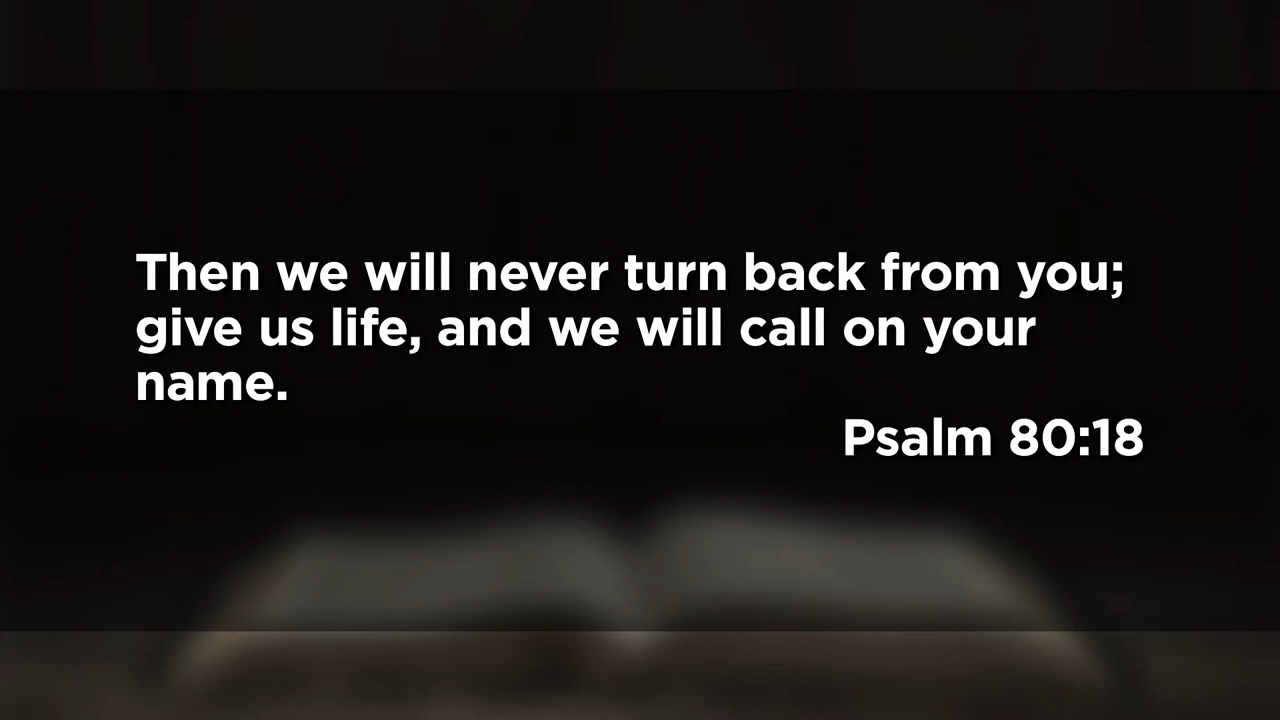 Then we will never turn back from you;
give us life, and we will call on your
name.
Psalm 80:18